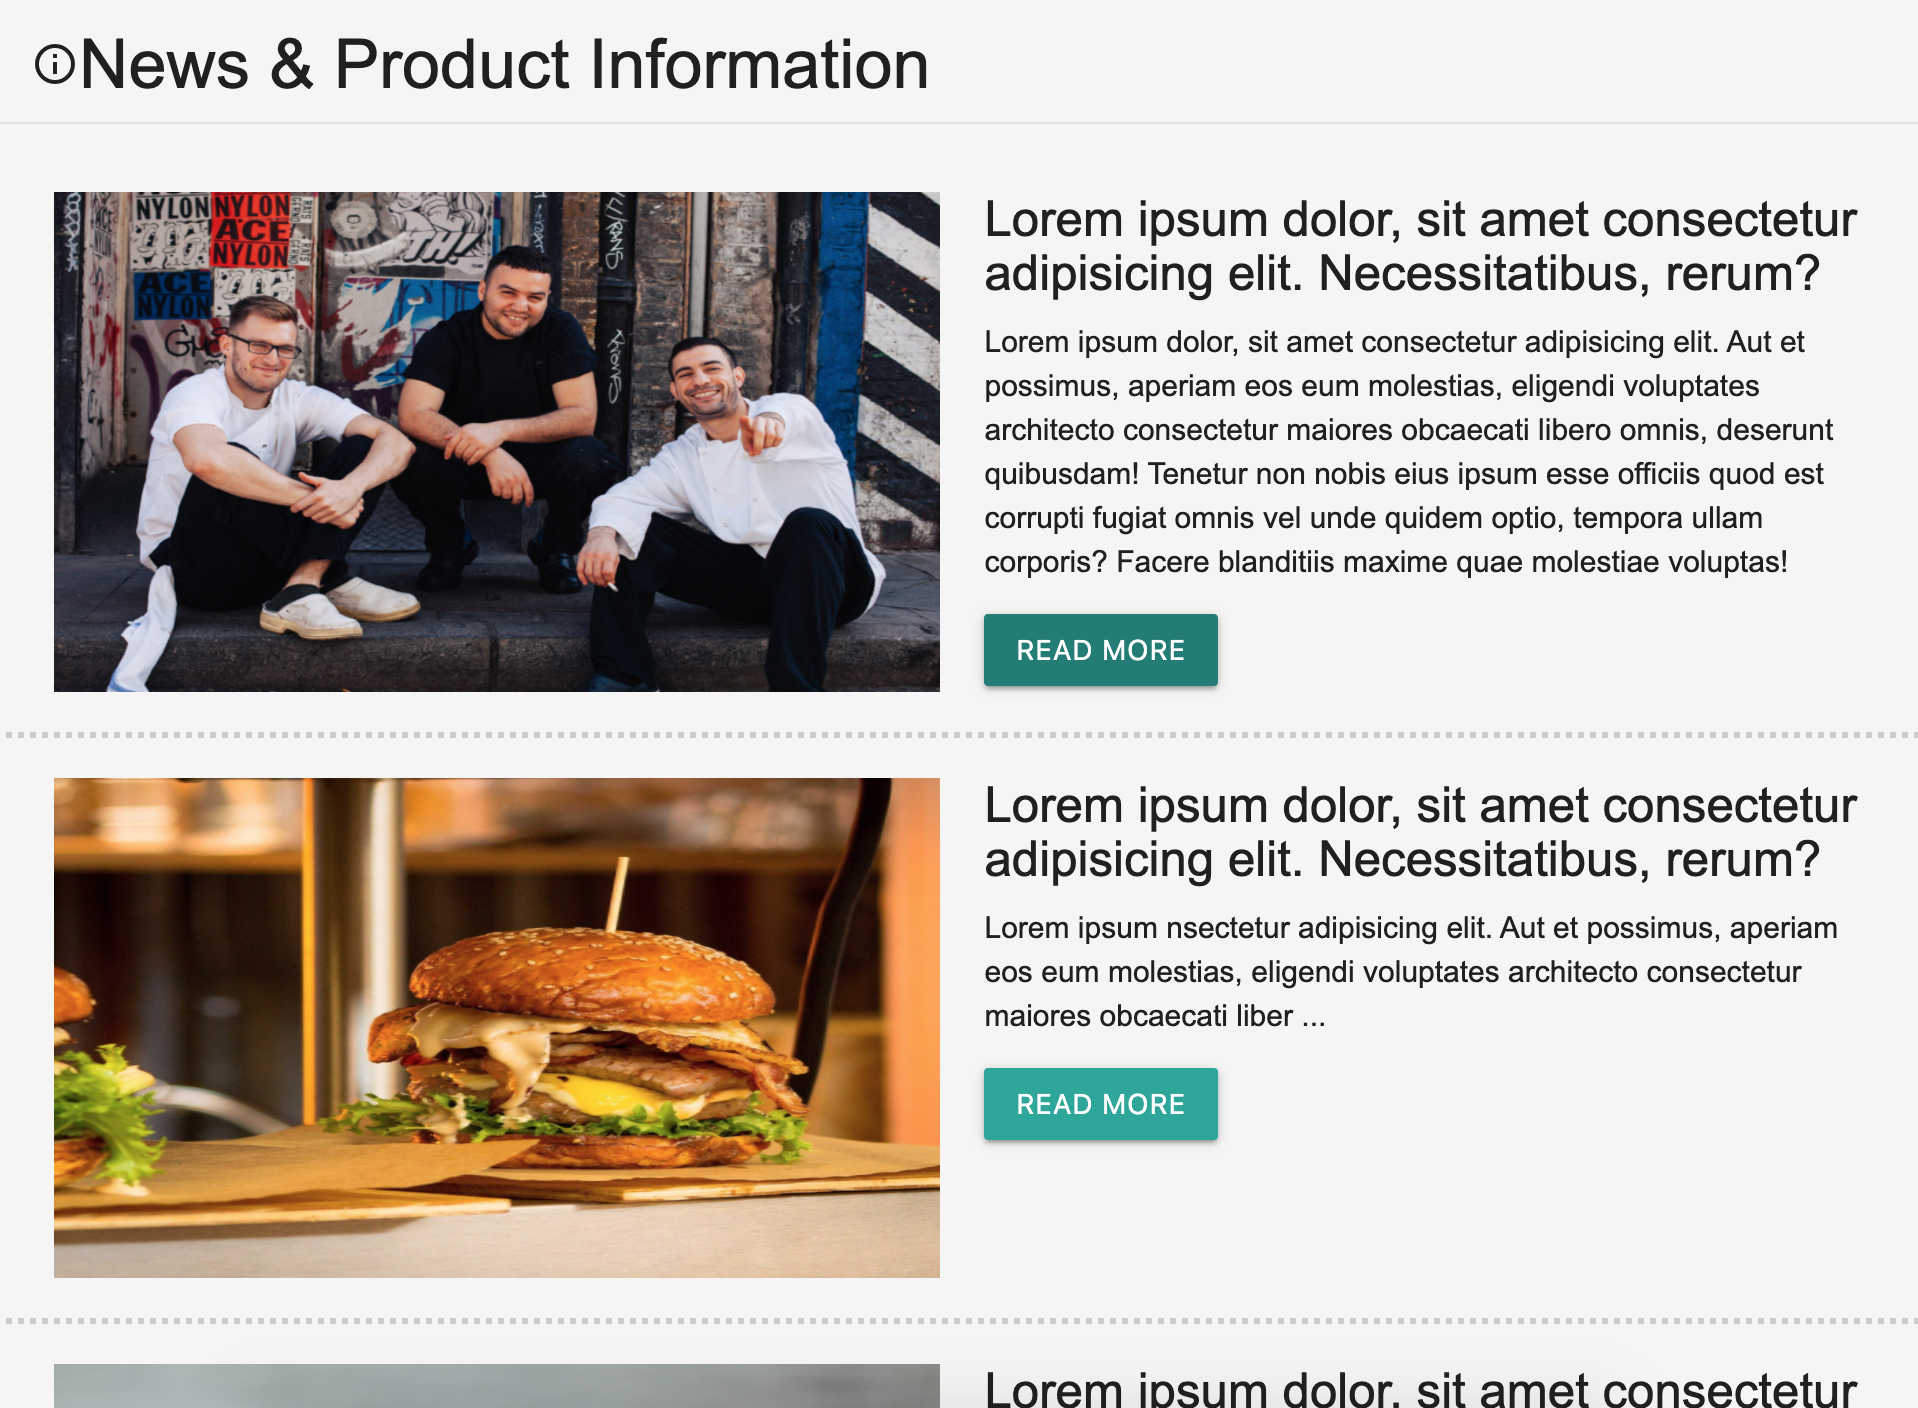 News & Product Information
NYLON NYLON
ACE
NYLON
ACE
NYLON
TH!
Lorem ipsum dolor, sit amet consectetur
adipisicing elit. Necessitatibus, rerum?
Lorem ipsum dolor, sit amet consectetur adipisicing elit. Aut et
possimus, aperiam eos eum molestias, eligendi voluptates
architecto consectetur maiores obcaecati libero omnis, deserunt
quibusdam! Tenetur non nobis eius ipsum esse officiis quod est
corrupti fugiat omnis vel unde quidem optio, tempora ullam
corporis? Facere blanditiis maxime quae molestiae voluptas!
READ MORE
Lorem ipsum dolor, sit amet consectetur
adipisicing elit. Necessitatibus, rerum?
Lorem ipsum nsectetur adipisicing elit. Aut et possimus, aperiam
eos eum molestias, eligendi voluptates architecto consectetur
maiores obcaecati liber ...
READ MORE
Lorem ipsum dolor, sit amet consectetur